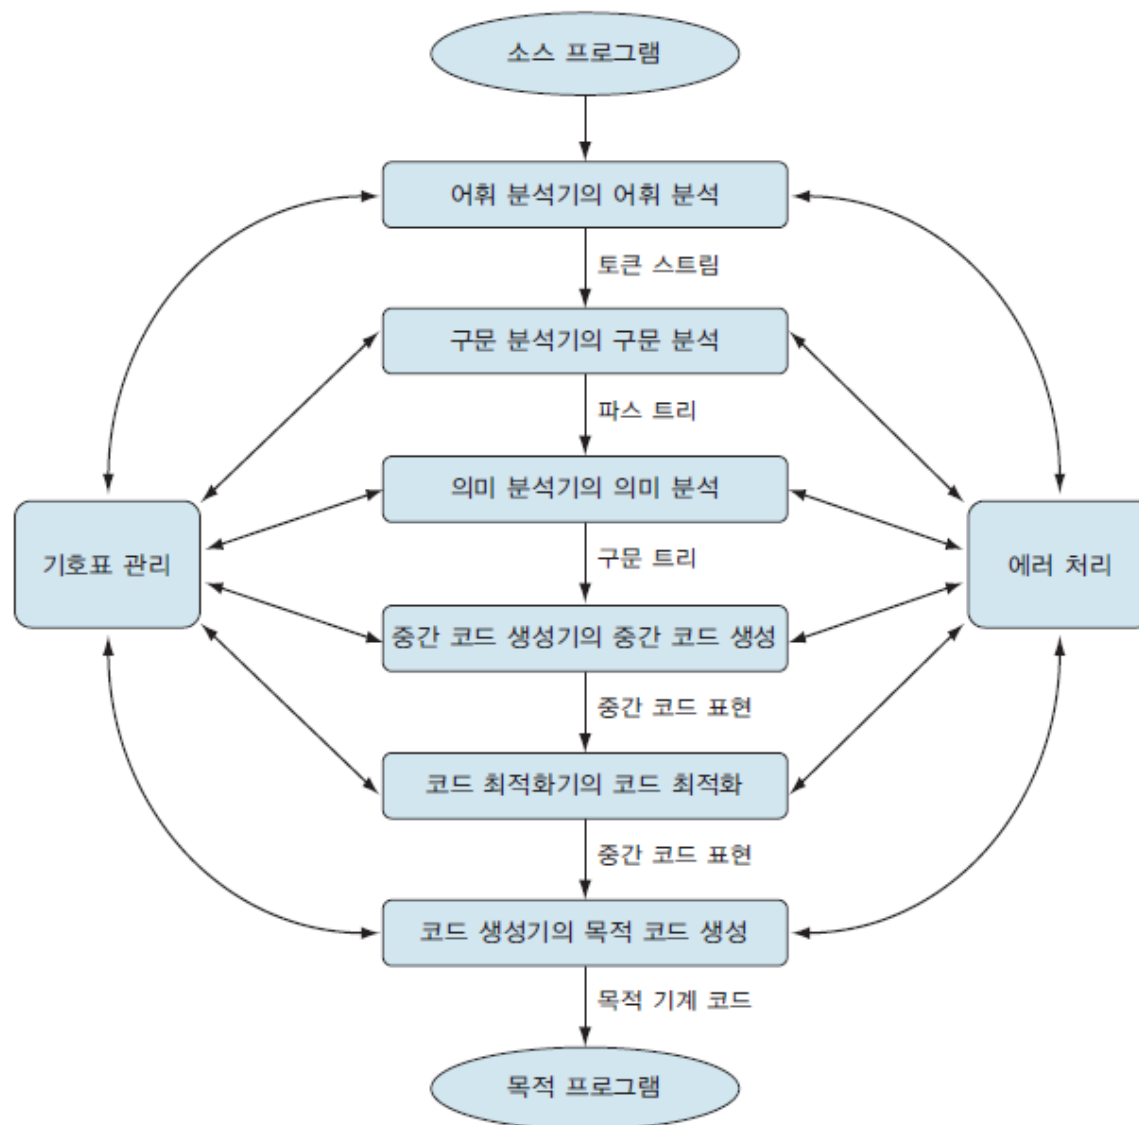 소스 프로그램
어휘 분석기의 어휘 분석
토큰 스트림
구문 분석기의 구문 분석
파스 트리
의미 분석기의 의미 분석
구문 트리
기호표 관리
에러 처리
중간 코드 생성기의 중간 코드 생성
중간 코드 표현
코드 최적화기의 코드 최적화
중간 코드 표현
코드 생성기의 목적 코드 생성
목적 기계 코드
목적 프로그램